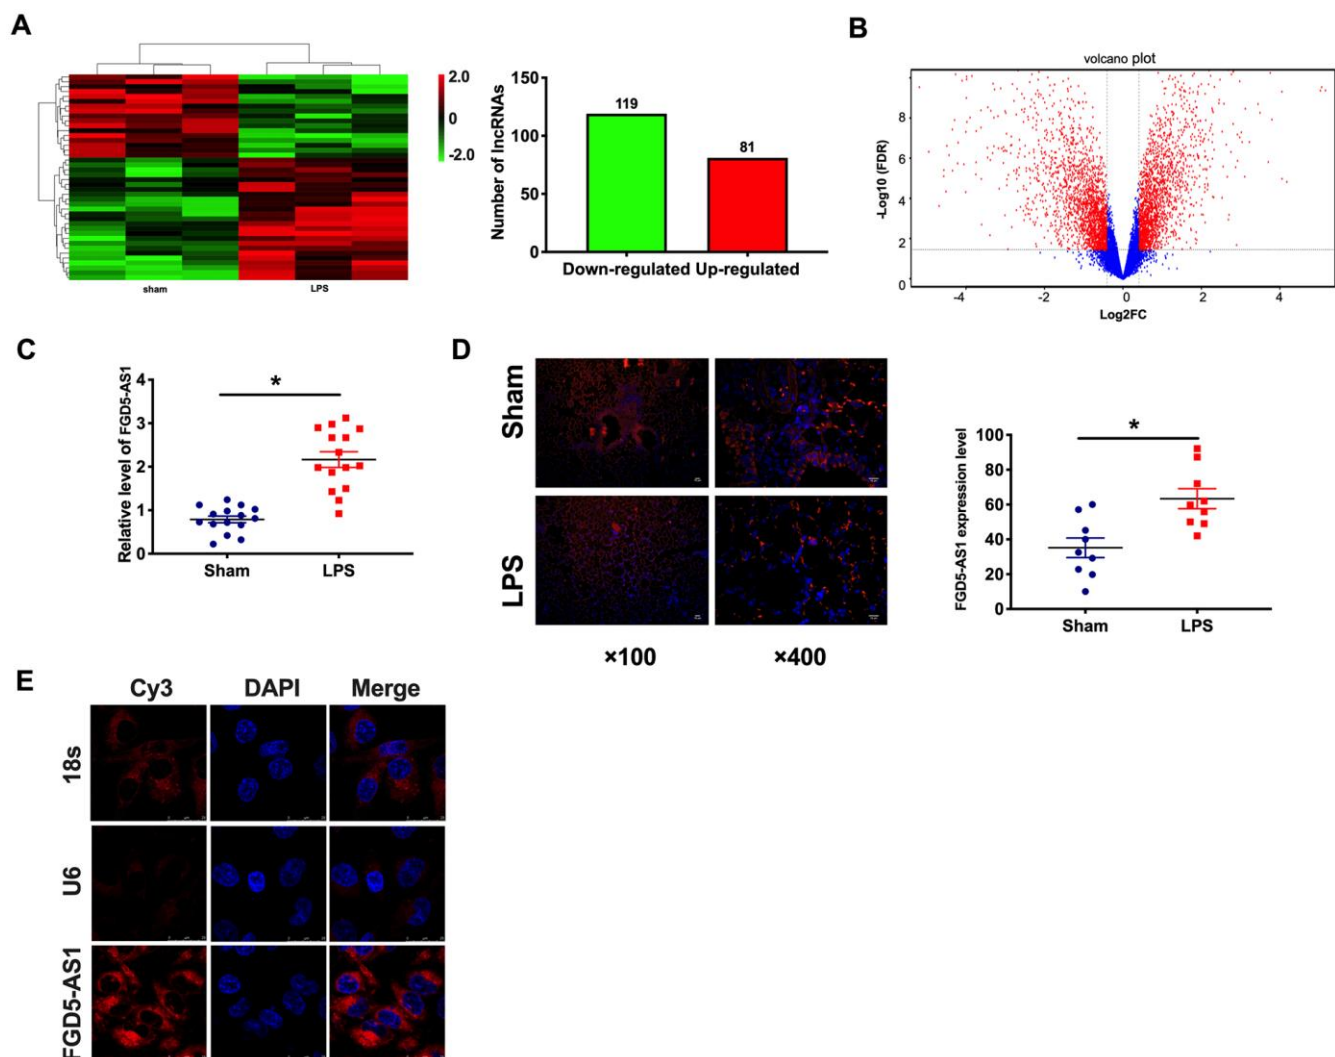 A
2.0
0
-2.0
sham
LPS
Number of lncRNAs
150
100
50
0
119
81
Down-regulated
Up-regulated
B
volcano plot
-Log10 (FDR)
8
6
4
2
0
-4
-2
0
2
4
Log2FC
C
Relative level of FGD5-AS1
4
3
2
1
0
*
Sham
LPS
D
Sham
LPS
×100
×400
FGD5-AS1 expression level
100
80
60
40
20
0
*
Sham
LPS
E
Cy3
DAPI
Merge
18s
U6
FGD5-AS1